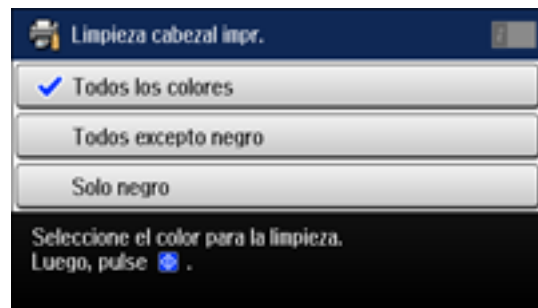 Limpieza cabezal impr.
Todos los colores
Todos excepto negro
Solo negro
Seleccione el color para la limpieza.
Luego, pulse .